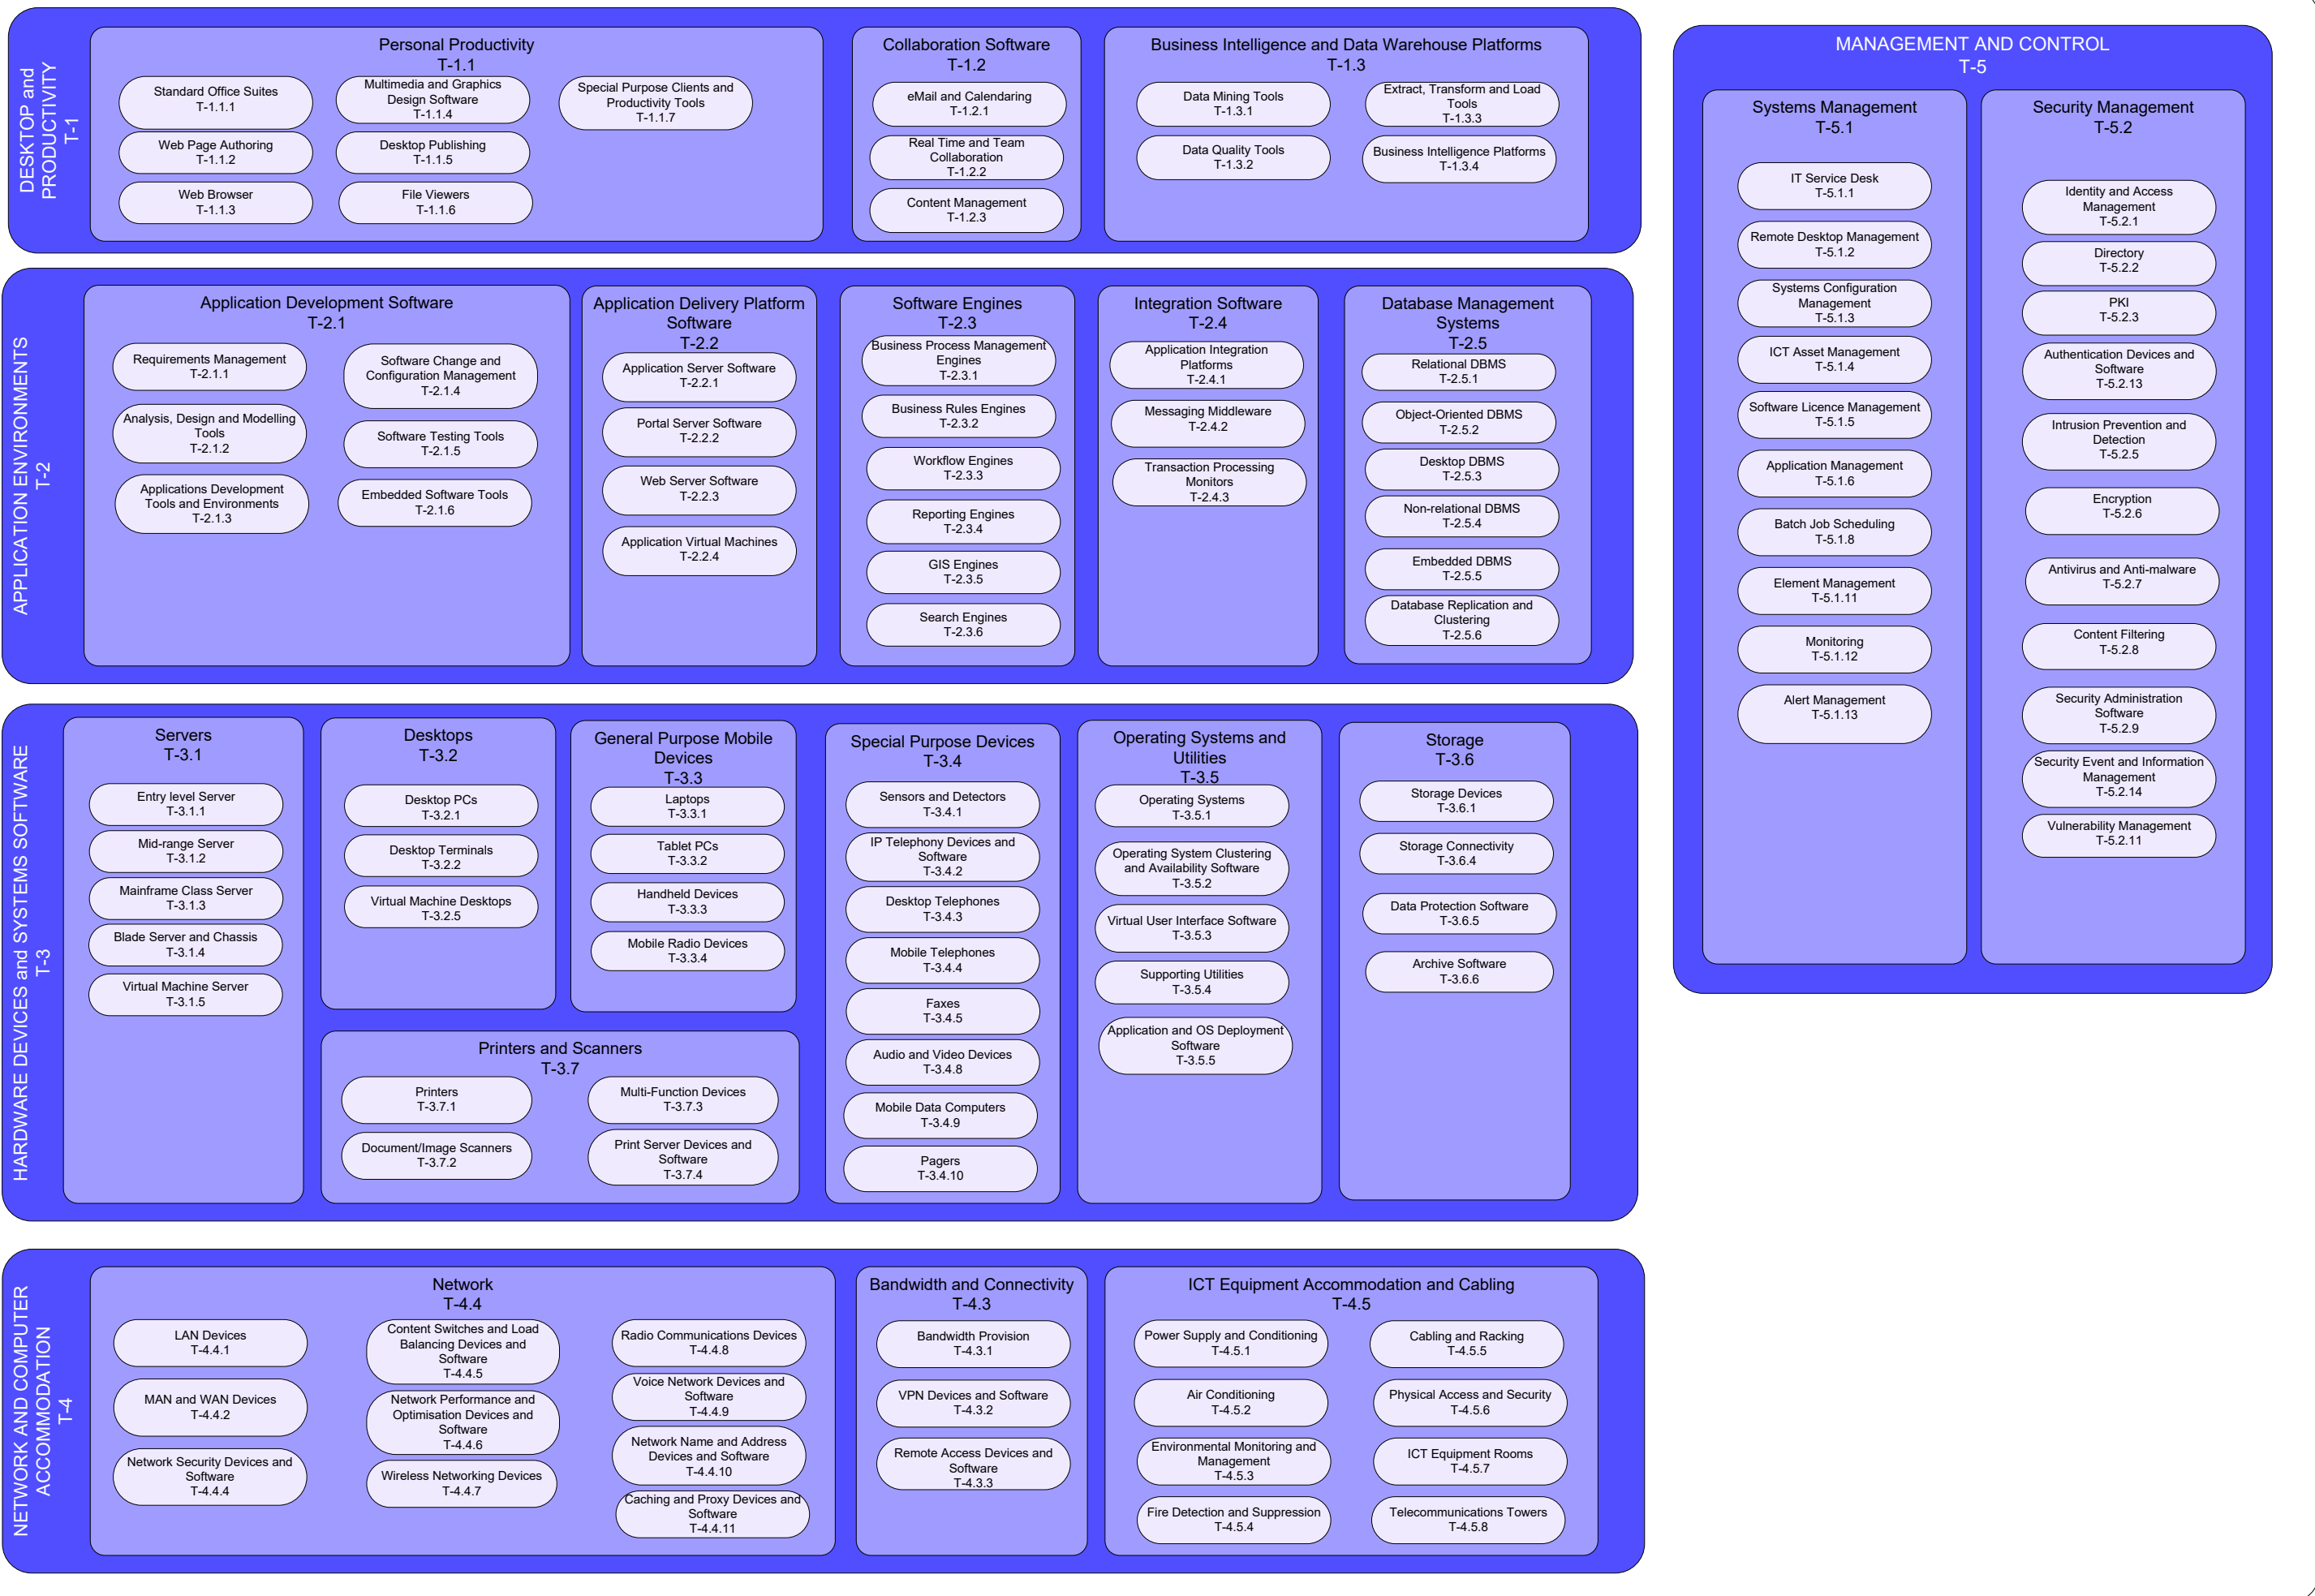 DESKTOP and
PRODUCTIVITY
T-1
Personal Productivity
T-1.1
Standard Office Suites
T-1.1.1
Web Page Authoring
T-1.1.2
Web Browser
T-1.1.3
Multimedia and Graphics
Design Software
T-1.1.4
Desktop Publishing
T-1.1.5
File Viewers
T-1.1.6
Special Purpose Clients and
Productivity Tools
T-1.1.7
Collaboration Software
T-1.2
eMail and Calendaring
T-1.2.1
Real Time and Team
Collaboration
T-1.2.2
Content Management
T-1.2.3
Business Intelligence and Data Warehouse Platforms
T-1.3
Data Mining Tools
T-1.3.1
Data Quality Tools
T-1.3.2
Extract, Transform and Load
Tools
T-1.3.3
Business Intelligence Platforms
T-1.3.4
APPLICATION ENVIRONMENTS
T-2
Application Development Software
T-2.1
Requirements Management
T-2.1.1
Analysis, Design and Modelling
Tools
T-2.1.2
Applications Development
Tools and Environments
T-2.1.3
Software Change and
Configuration Management
T-2.1.4
Software Testing Tools
T-2.1.5
Embedded Software Tools
T-2.1.6
Application Delivery Platform
Software
T-2.2
Application Server Software
T-2.2.1
Portal Server Software
T-2.2.2
Web Server Software
T-2.2.3
Application Virtual Machines
T-2.2.4
Software Engines
T-2.3
Business Process Management
Engines
T-2.3.1
Business Rules Engines
T-2.3.2
Workflow Engines
T-2.3.3
Reporting Engines
T-2.3.4
GIS Engines
T-2.3.5
Search Engines
T-2.3.6
Integration Software
T-2.4
Application Integration
Platforms
T-2.4.1
Messaging Middleware
T-2.4.2
Transaction Processing
Monitors
T-2.4.3
Database Management
Systems
T-2.5
Relational DBMS
T-2.5.1
Object-Oriented DBMS
T-2.5.2
Desktop DBMS
T-2.5.3
Non-relational DBMS
T-2.5.4
Embedded DBMS
T-2.5.5
Database Replication and
Clustering
T-2.5.6
HARDWARE DEVICES and SYSTEMS SOFTWARE
T-3
Servers
T-3.1
Entry level Server
T-3.1.1
Mid-range Server
T-3.1.2
Mainframe Class Server
T-3.1.3
Blade Server and Chassis
T-3.1.4
Virtual Machine Server
T-3.1.5
Desktops
T-3.2
Desktop PCs
T-3.2.1
Desktop Terminals
T-3.2.2
Virtual Machine Desktops
T-3.2.5
General Purpose Mobile
Devices
T-3.3
Laptops
T-3.3.1
Tablet PCs
T-3.3.2
Handheld Devices
T-3.3.3
Mobile Radio Devices
T-3.3.4
Printers and Scanners
T-3.7
Printers
T-3.7.1
Document/Image Scanners
T-3.7.2
Multi-Function Devices
T-3.7.3
Print Server Devices and
Software
T-3.7.4
Special Purpose Devices
T-3.4
Sensors and Detectors
T-3.4.1
IP Telephony Devices and
Software
T-3.4.2
Desktop Telephones
T-3.4.3
Mobile Telephones
T-3.4.4
Faxes
T-3.4.5
Audio and Video Devices
T-3.4.8
Mobile Data Computers
T-3.4.9
Pagers
T-3.4.10
Operating Systems and
Utilities
T-3.5
Operating Systems
T-3.5.1
Operating System Clustering
and Availability Software
T-3.5.2
Virtual User Interface Software
T-3.5.3
Supporting Utilities
T-3.5.4
Application and OS Deployment
Software
T-3.5.5
Storage
T-3.6
Storage Devices
T-3.6.1
Storage Connectivity
T-3.6.4
Data Protection Software
T-3.6.5
Archive Software
T-3.6.6
NETWORK AND COMPUTER
ACCOMMODATION
T-4
Network
T-4.4
LAN Devices
T-4.4.1
MAN and WAN Devices
T-4.4.2
Network Security Devices and
Software
T-4.4.4
Content Switches and Load
Balancing Devices and
Software
T-4.4.5
Network Performance and
Optimisation Devices and
Software
T-4.4.6
Wireless Networking Devices
T-4.4.7
Radio Communications Devices
T-4.4.8
Voice Network Devices and
Software
T-4.4.9
Network Name and Address
Devices and Software
T-4.4.10
Caching and Proxy Devices and
Software
T-4.4.11
Bandwidth and Connectivity
T-4.3
Bandwidth Provision
T-4.3.1
VPN Devices and Software
T-4.3.2
Remote Access Devices and
Software
T-4.3.3
ICT Equipment Accommodation and Cabling
T-4.5
Power Supply and Conditioning
T-4.5.1
Air Conditioning
T-4.5.2
Environmental Monitoring and
Management
T-4.5.3
Fire Detection and Suppression
T-4.5.4
Cabling and Racking
T-4.5.5
Physical Access and Security
T-4.5.6
ICT Equipment Rooms
T-4.5.7
Telecommunications Towers
T-4.5.8
MANAGEMENT AND CONTROL
T-5
Systems Management
T-5.1
IT Service Desk
T-5.1.1
Remote Desktop Management
T-5.1.2
Systems Configuration
Management
T-5.1.3
ICT Asset Management
T-5.1.4
Software Licence Management
T-5.1.5
Application Management
T-5.1.6
Batch Job Scheduling
T-5.1.8
Element Management
T-5.1.11
Monitoring
T-5.1.12
Alert Management
T-5.1.13
Security Management
T-5.2
Identity and Access
Management
T-5.2.1
Directory
T-5.2.2
PKI
T-5.2.3
Authentication Devices and
Software
T-5.2.13
Intrusion Prevention and
Detection
T-5.2.5
Encryption
T-5.2.6
Antivirus and Anti-malware
T-5.2.7
Content Filtering
T-5.2.8
Security Administration
Software
T-5.2.9
Security Event and Information
Management
T-5.2.14
Vulnerability Management
T-5.2.11